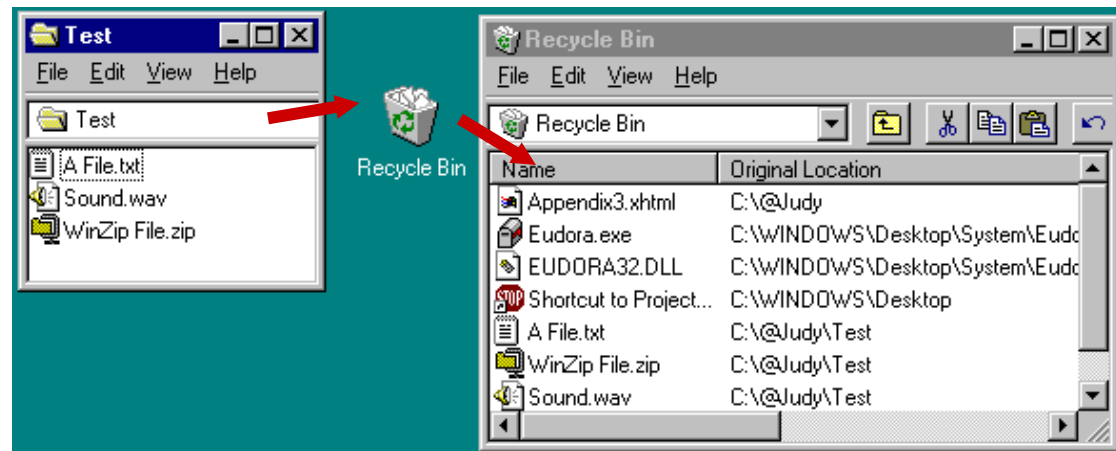 Test
File Edit View Help
Test
A File.txt
Sound.wav
WinZip File.zip
Recycle Bin
Recycle Bin
File Edit View Help
Recycle Bin
Name Original Location
Appendix3.xhtml C:\@Judy
Eudora.exe C:\WINDOWS\Desktop\System\Eudo
EUDORA32.DLL C:\WINDOWS\Desktop\System\Eudo
STOP Shortcut to Project... C:\WINDOWS\Desktop
A File.txt C:\@Judy\Test
WinZip File.zip C:\@Judy\Test
Sound.wav C:\@Judy\Test